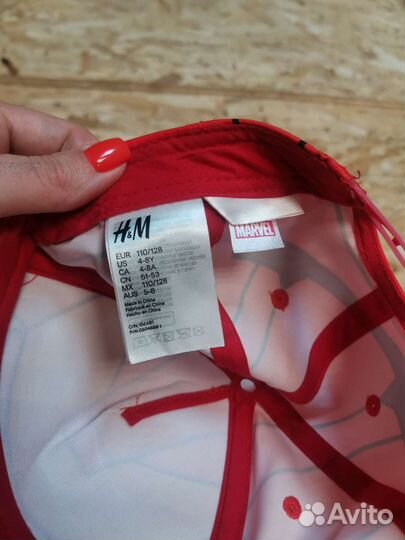 H&M
EUR 110/128
US 4-8Y
CA 4-8A
CN 51-53
MX 110/128
AUS 5-8
Made in China
Fabriqué en Chine
Hecho en China
MARVEL
Avito